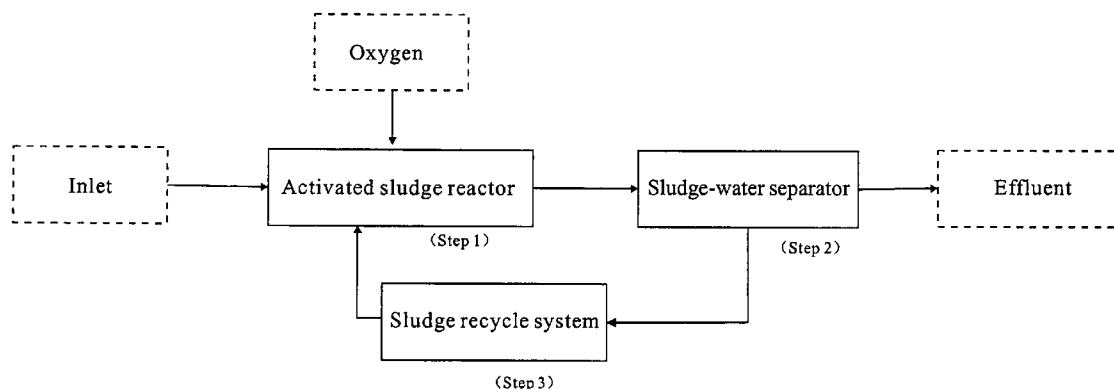 Oxygen
Inlet
Activated sludge reactor
Sludge-water separator
Effluent
(Step 1)
(Step 2)
Sludge recycle system
(Step 3)